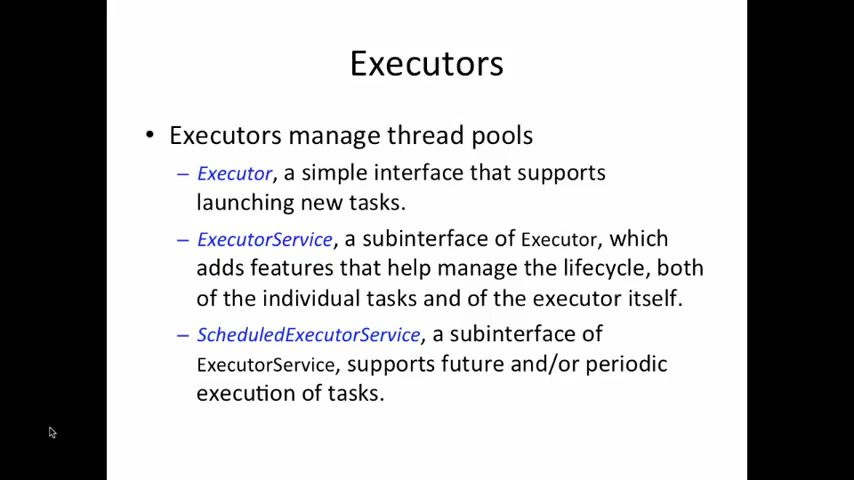 Executors
• Executors manage thread pools
– Executor, a simple interface that supports
launching new tasks.
– ExecutorService, a subinterface of Executor, which
adds features that help manage the lifecycle, both
of the individual tasks and of the executor itself.
– ScheduledExecutorService, a subinterface of
ExecutorService, supports future and/or periodic
execution of tasks.